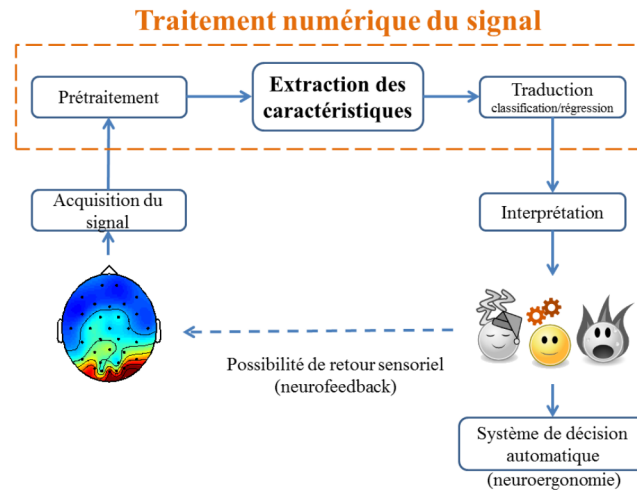 Traitement numérique du signal
Prétraitement
Extraction des
caractéristiques
Traduction
classification/régression
Acquisition du
signal
Interprétation
Possibilité de retour sensoriel
(neurofeedback)
Système de décision
automatique
(neuroergonomie)